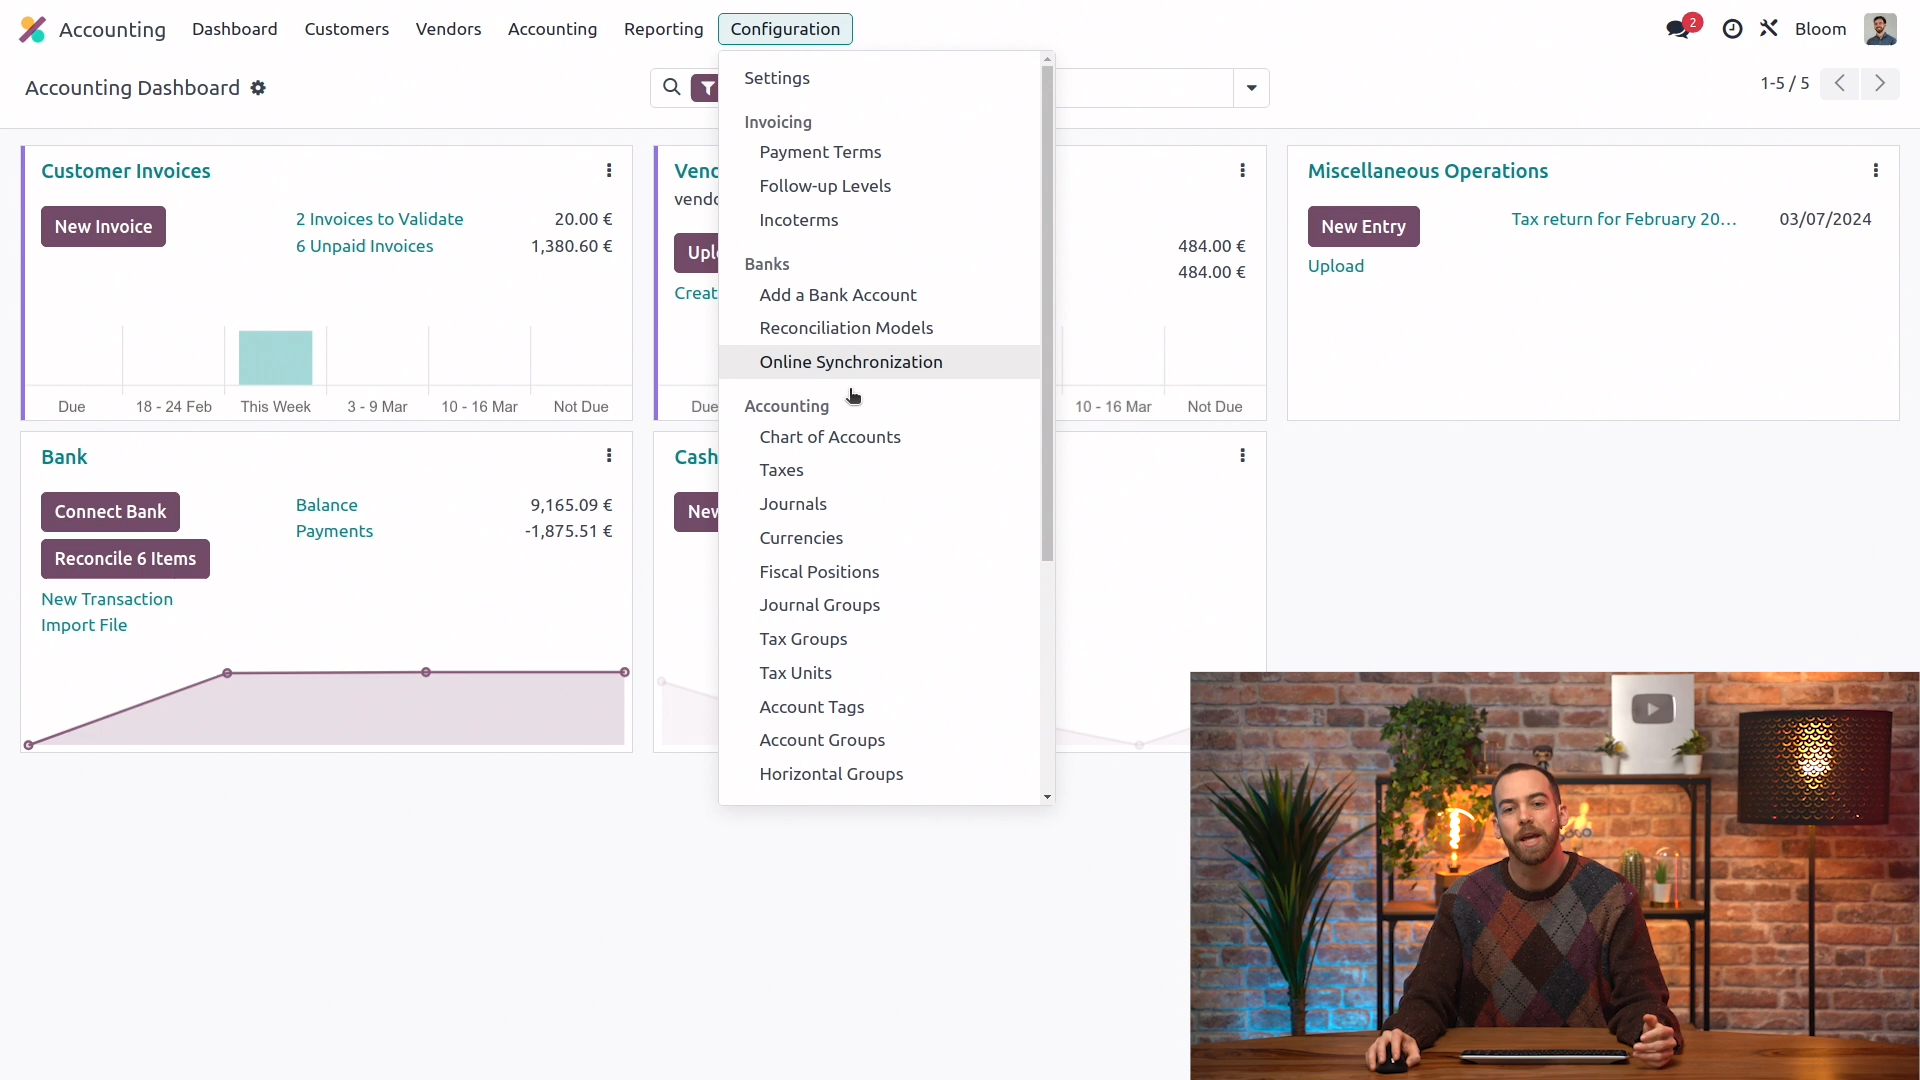 Accounting Dashboard Customers Vendors Accounting Reporting Configuration 2 Bloom
Accounting Dashboard 1-5 / 5
Settings
Invoicing
Payment Terms
Follow-up Levels
Incoterms
Banks
Add a Bank Account
Reconciliation Models
Online Synchronization
Accounting
Chart of Accounts
Taxes
Journals
Currencies
Fiscal Positions
Journal Groups
Tax Groups
Tax Units
Account Tags
Account Groups
Horizontal Groups
Customer Invoices
New Invoice 2 Invoices to Validate 20.00 €
6 Unpaid Invoices 1,380.60 €
Due 18 - 24 Feb This Week 3 - 9 Mar 10 - 16 Mar Not Due
Venc
vendo
Uplo
Creat
484.00 €
484.00 €
Due 10 - 16 Mar Not Due
Miscellaneous Operations
New Entry Tax return for February 20... 03/07/2024
Upload
Bank
Connect Bank Balance 9,165.09 €
Payments -1,875.51 €
Reconcile 6 Items
New Transaction
Import File
Cash
New